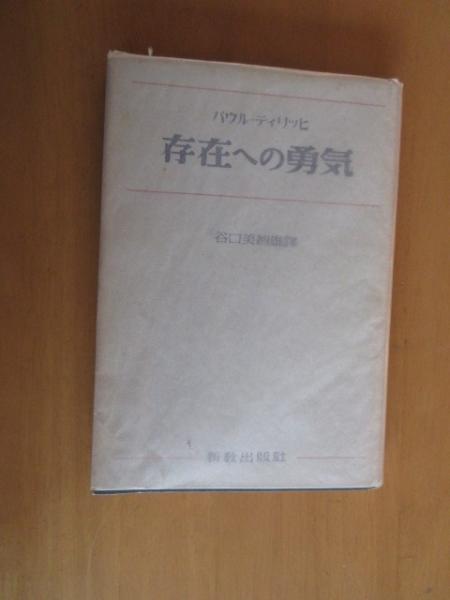 パウル・ティリッヒ
存在への勇気
谷口美智雄譯
新教出版社